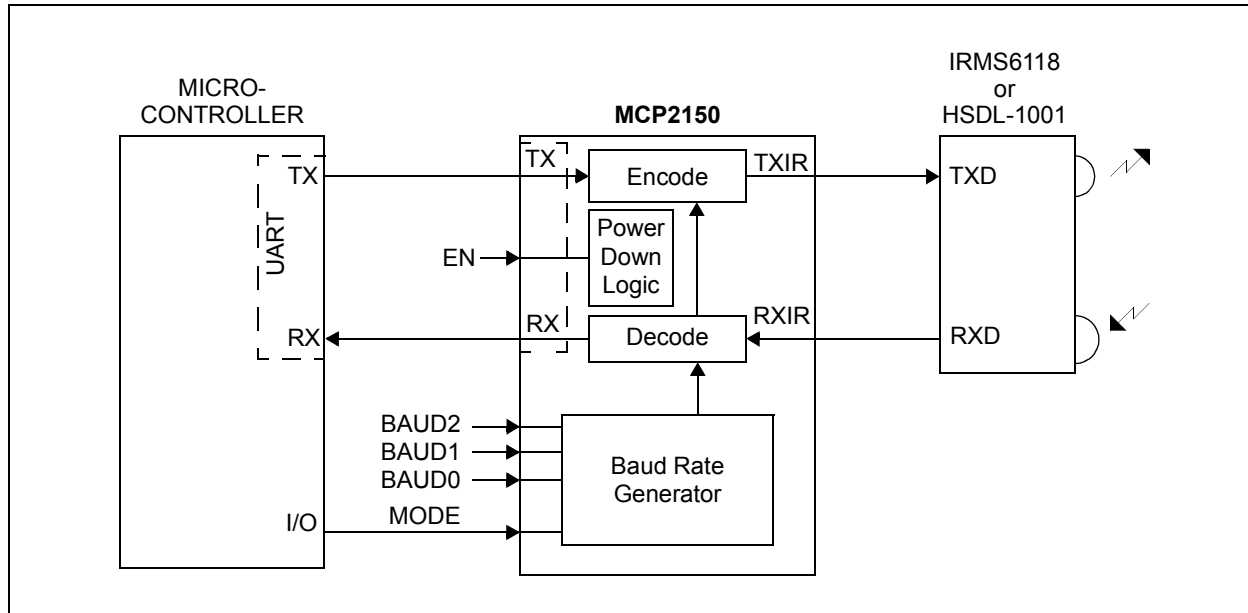 MICRO-
CONTROLLER
TX
UART
RX
I/O
EN
BAUD2
BAUD1
BAUD0
MODE
MCP2150
TX
Encode
TXIR
Power
Down
Logic
RX
Decode
RXIR
Baud Rate
Generator
IRMS6118
or
HSDL-1001
TXD
RXD